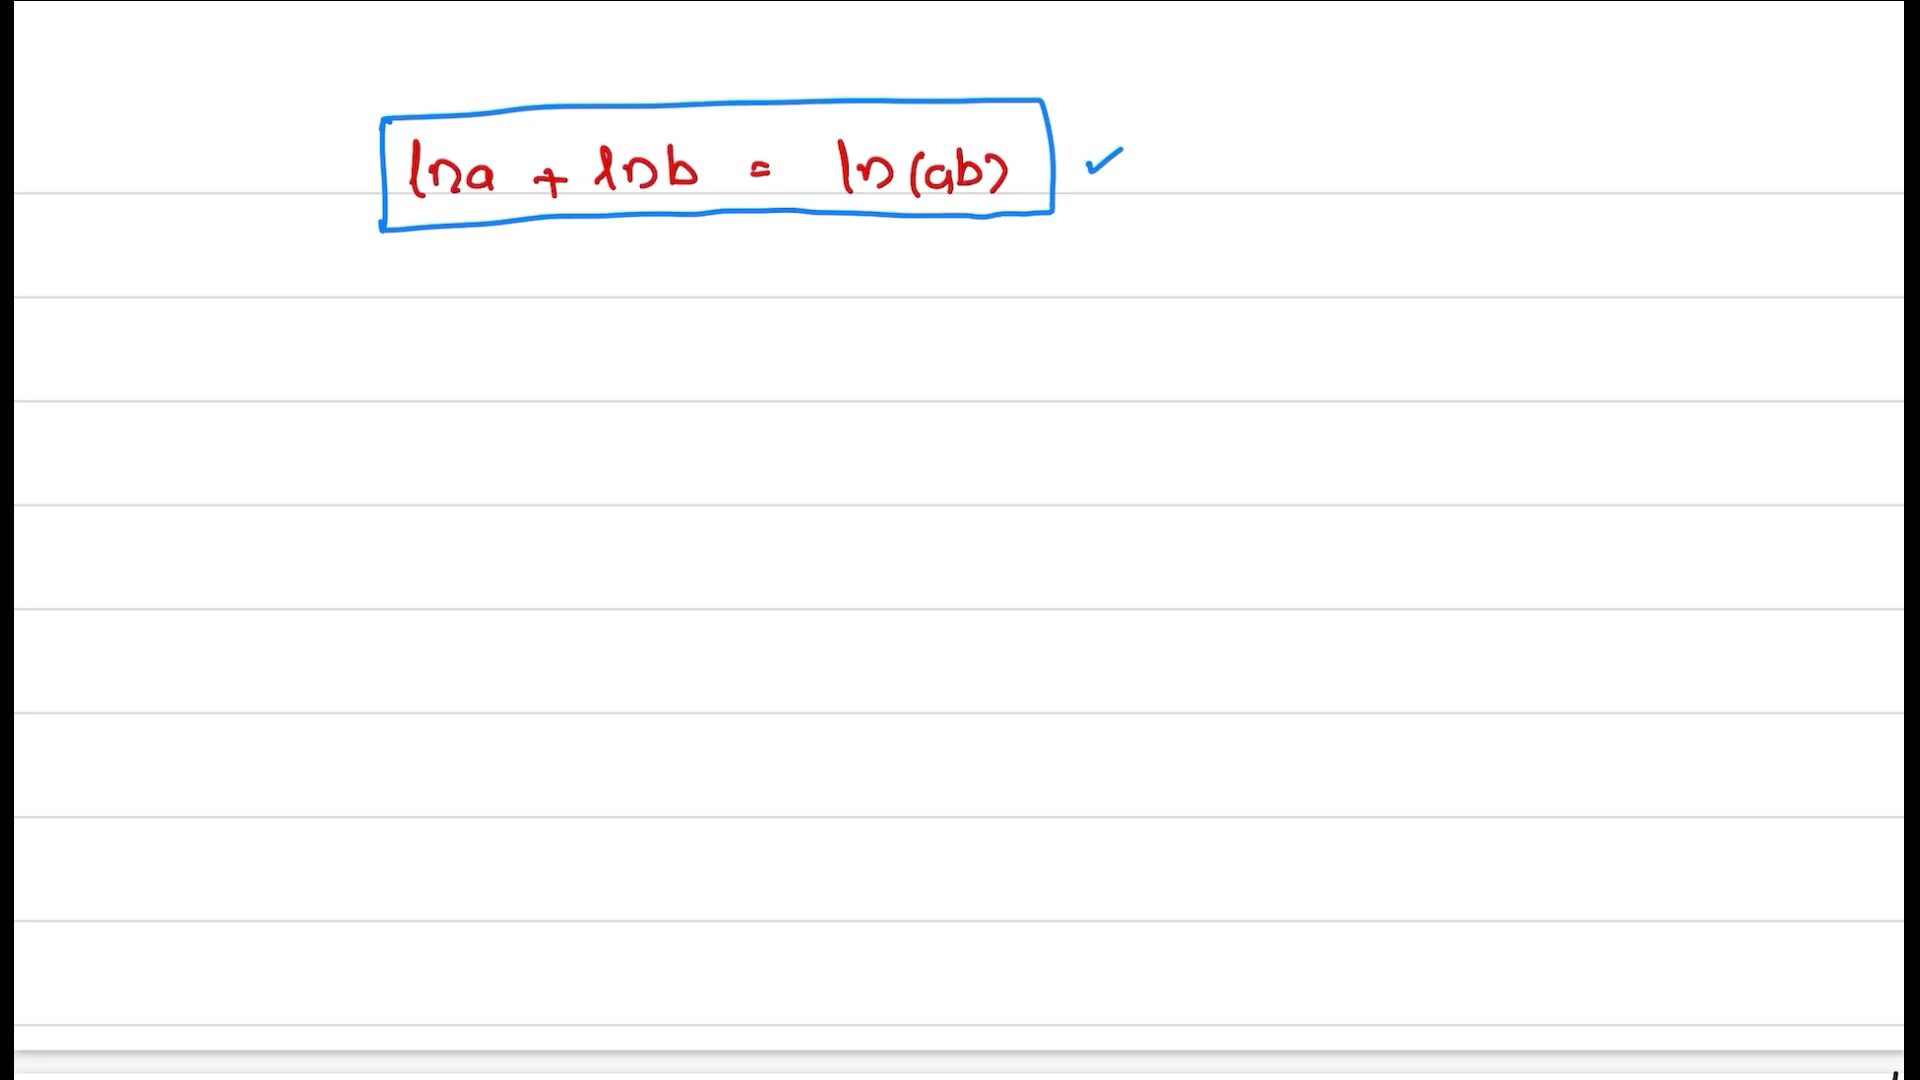 ln a + ln b = ln (ab) ✓